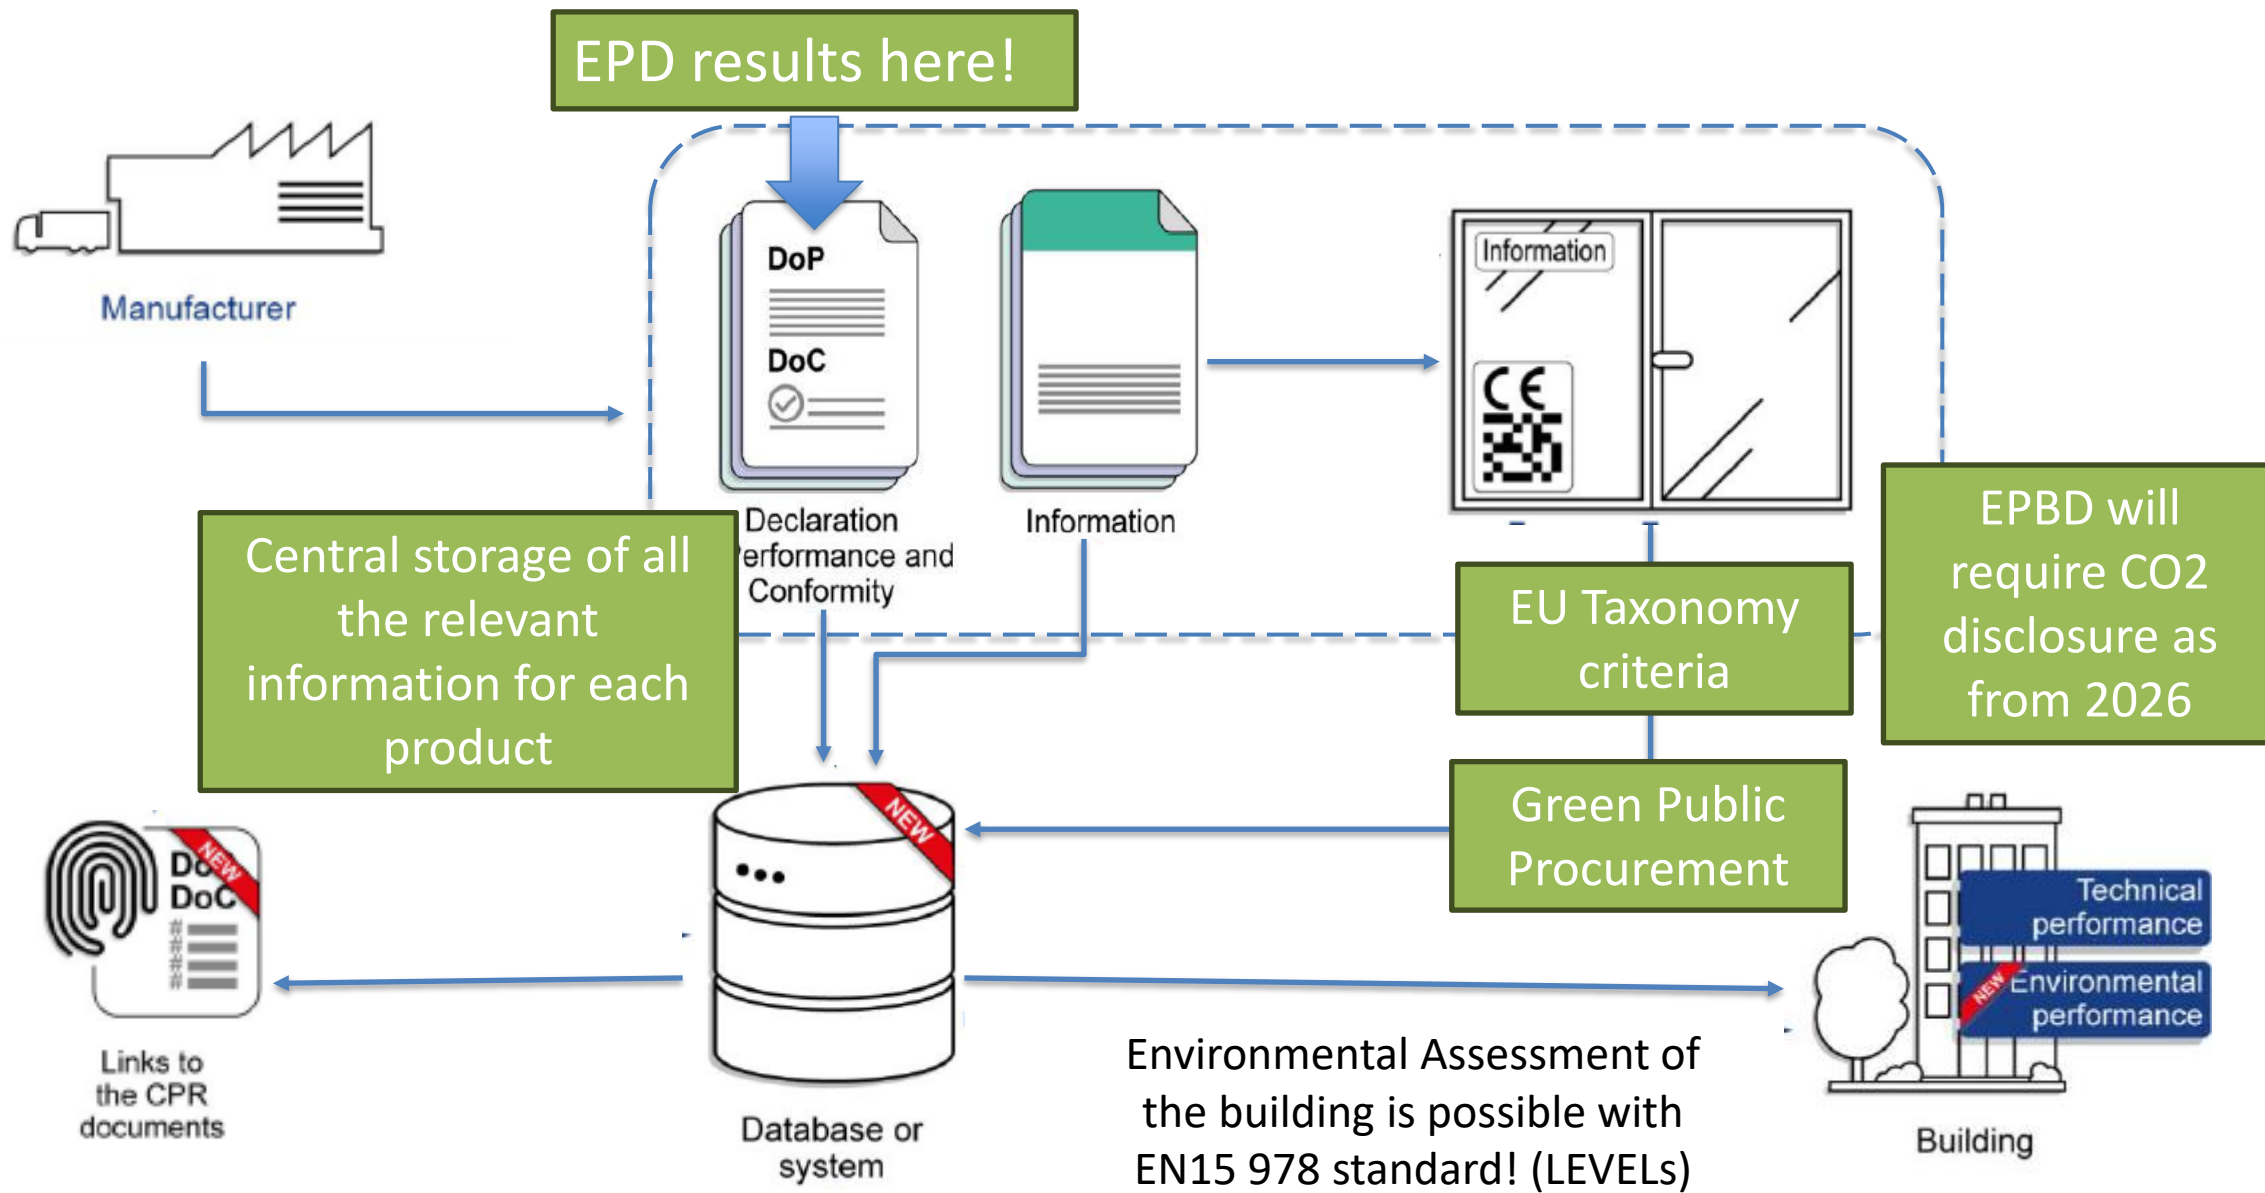 EPD results here!
Manufacturer
DoP
DoC
Information
CE
Declaration
erformance and
Conformity
Information
Central storage of all
the relevant
information for each
product
EU Taxonomy
criteria
EPBD will
require CO2
disclosure as
from 2026
Green Public
Procurement
NEW
NEW
DoC
#
#
#
#
Links to
the CPR
documents
Database or
system
Environmental Assessment of
the building is possible with
EN15 978 standard! (LEVELs)
Technical
performance
NEW
Environmental
performance
Building